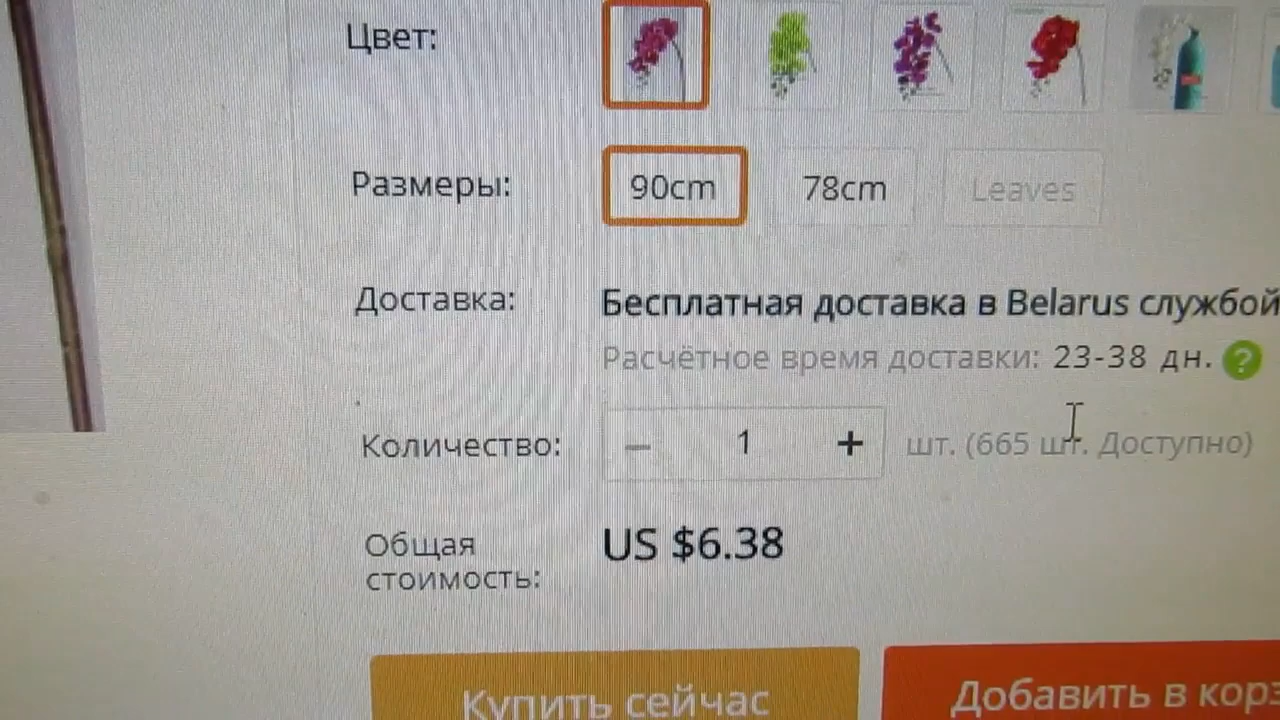 Цвет:
Размеры: 90cm 78cm Leaves
Доставка: Бесплатная доставка в Belarus службой
Расчётное время доставки: 23-38 дн. ?
Количество: − 1 + шт. (665 шт. Доступно)
Общая
стоимость: US $6.38
Купить сейчас Добавить в корз